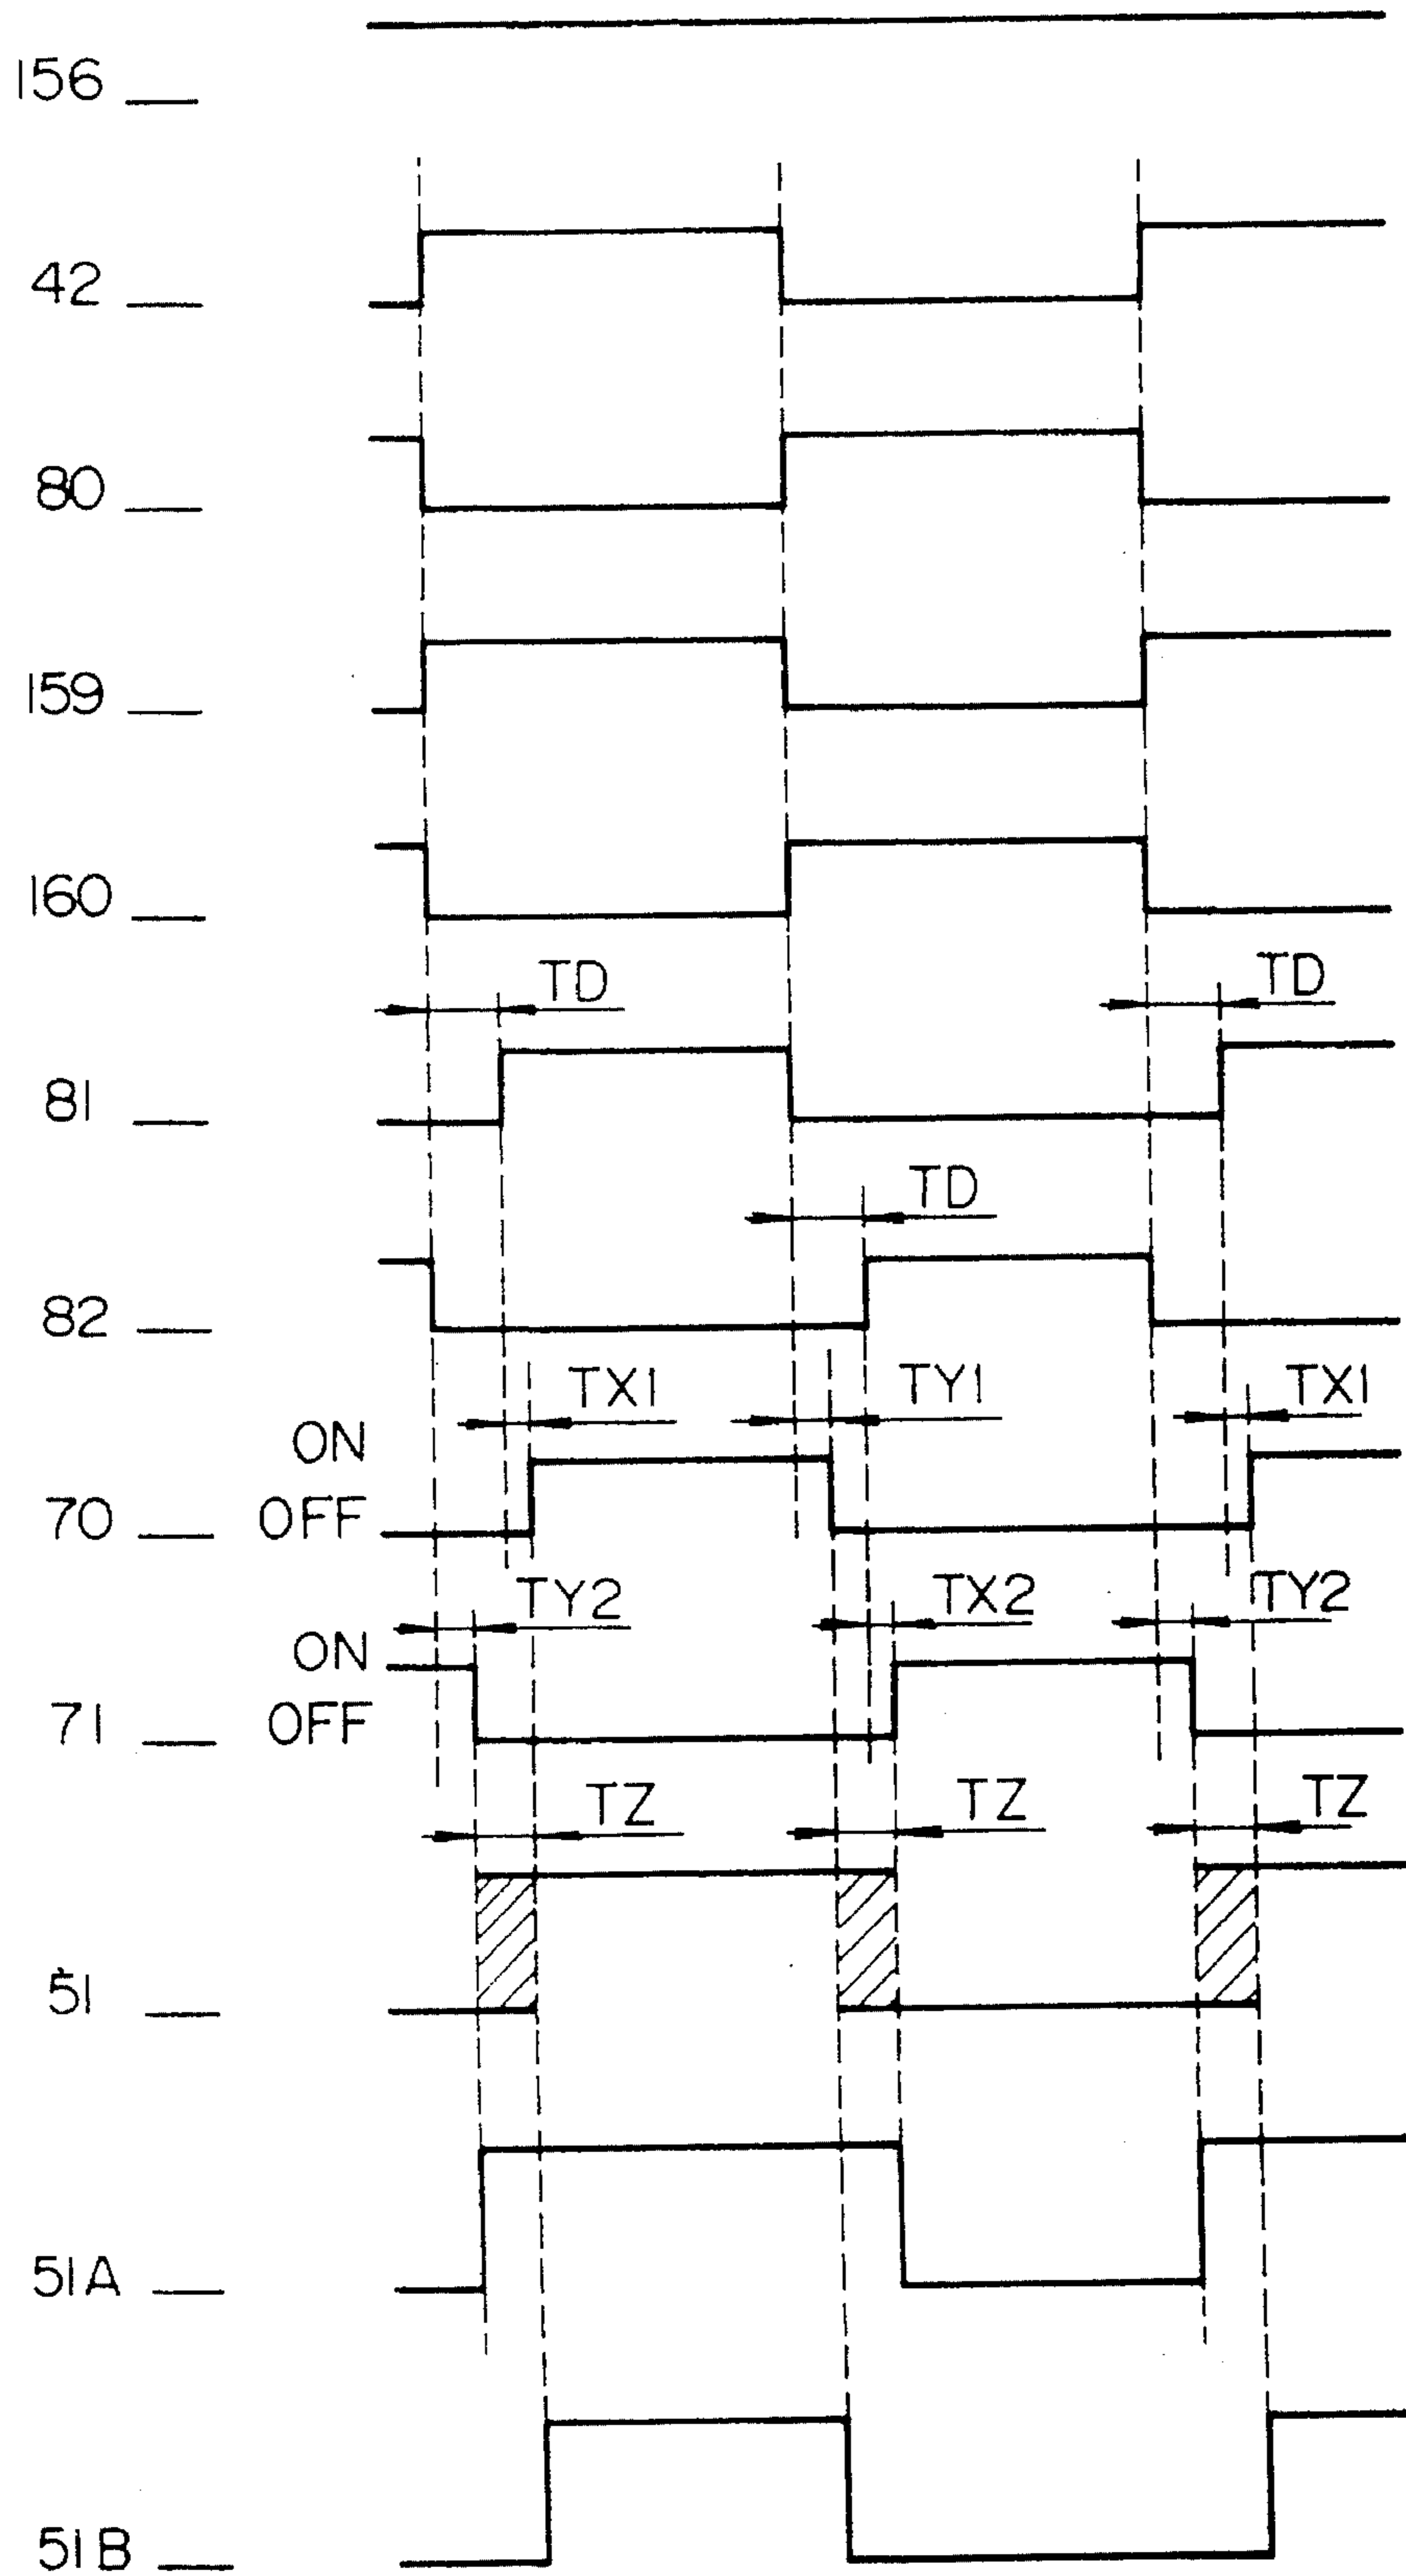 156
42
80
159
160
TD TD
81
TD
82
TX1 TY1 TX1
ON
70 OFF
TY2 TX2 TY2
ON
71 OFF
TZ TZ TZ
51
51A
51B